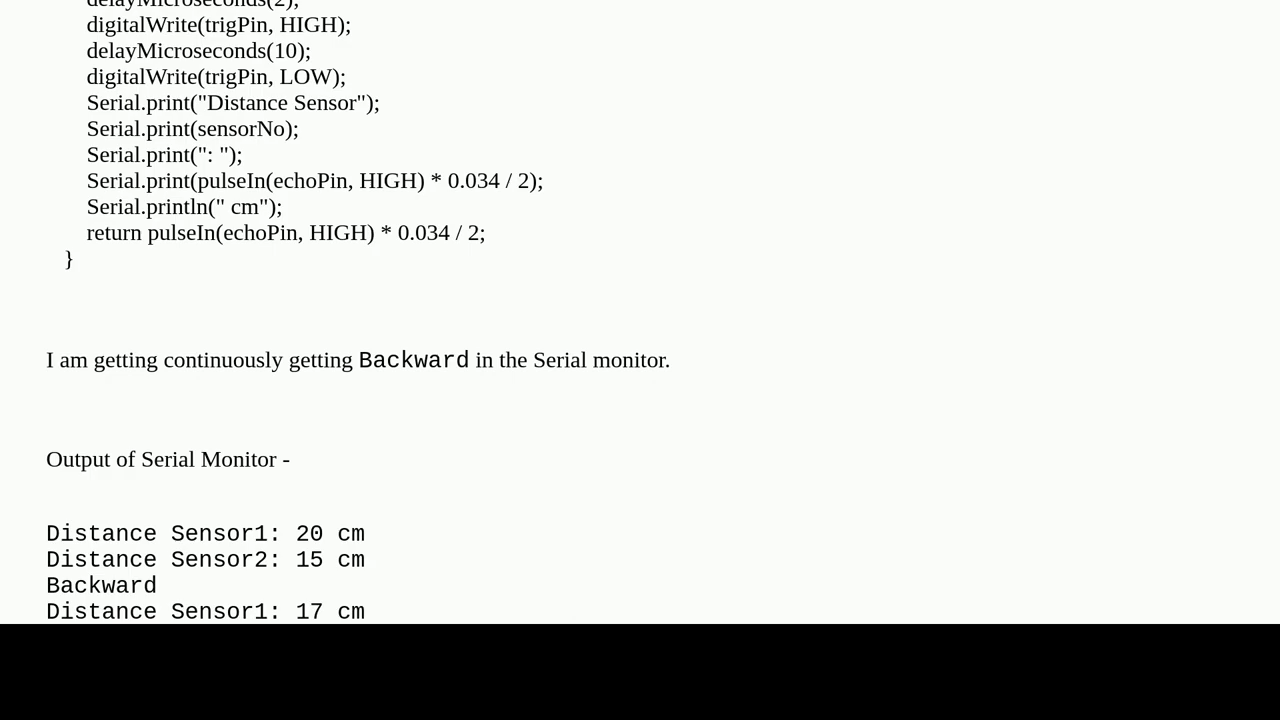 delayMicroseconds(2);
digitalWrite(trigPin, HIGH);
delayMicroseconds(10);
digitalWrite(trigPin, LOW);
Serial.print("Distance Sensor");
Serial.print(sensorNo);
Serial.print(": ");
Serial.print(pulseIn(echoPin, HIGH) * 0.034 / 2);
Serial.println(" cm");
return pulseIn(echoPin, HIGH) * 0.034 / 2;
}
I am getting continuously getting Backward in the Serial monitor.
Output of Serial Monitor -
Distance Sensor1: 20 cm
Distance Sensor2: 15 cm
Backward
Distance Sensor1: 17 cm